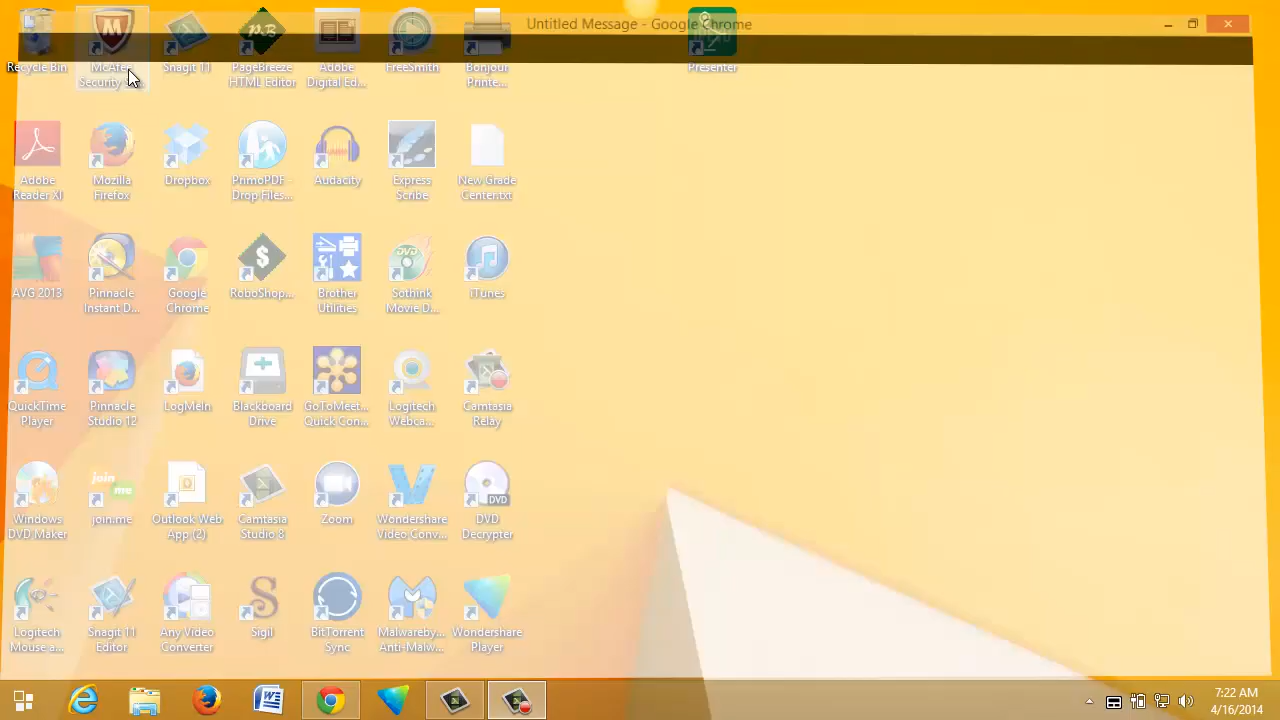 Untitled Message - Google Chrome
Recycle Bin
McAfee
Security S...
Snagit 11
PageBreeze
HTML Editor
Adobe
Digital Ed...
FreeSmith
Bonjour
Printe...
Presenter
Adobe
Reader XI
Mozilla
Firefox
Dropbox
PrimoPDF -
Drop Files...
Audacity
Express
Scribe
New Grade
Center.txt
AVG 2013
Pinnacle
Instant D...
Google
Chrome
RoboShop...
Brother
Utilities
Sothink
Movie D...
iTunes
QuickTime
Player
Pinnacle
Studio 12
LogMeIn
Blackboard
Drive
GoToMeet...
Quick Con...
Logitech
Webca...
Camtasia
Relay
Windows
DVD Maker
join
me
join.me
Outlook Web
App (2)
Camtasia
Studio 8
Zoom
Wondershare
Video Conv...
DVD
DVD
Decrypter
Logitech
Mouse a...
Snagit 11
Editor
Any Video
Converter
Sigil
BitTorrent
Sync
Malwareby...
Anti-Malw...
Wondershare
Player
7:22 AM
4/16/2014